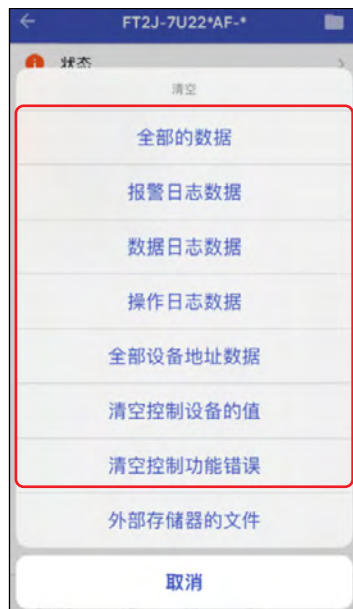 FT2J-7U22*AF-*
状态
清空
全部的数据
报警日志数据
数据日志数据
操作日志数据
全部设备地址数据
清空控制设备的值
清空控制功能错误
外部存储器的文件
取消